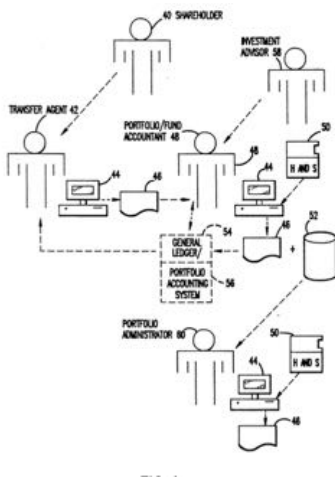 40 SHAREHOLDER
INVESTMENT
ADVISOR 58
TRANSFER AGENT 42
PORTFOLIO/FUND
ACCOUNTANT 48
50
48
44
44
H AND S
46
46
52
54
GENERAL
LEDGER/
+
PORTFOLIO
ACCOUNTING
SYSTEM
56
PORTFOLIO
ADMINISTRATOR 60
50
44
H AND S
46